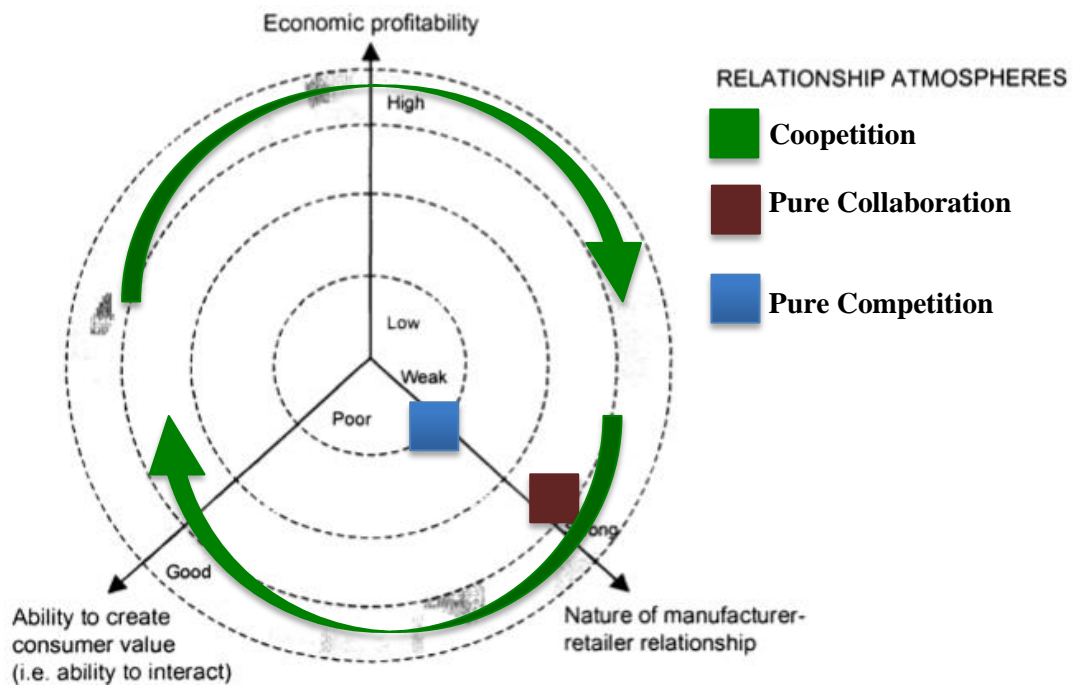 Economic profitability
High
Low
Weak
Poor
Good
Ability to create
consumer value
(i.e. ability to interact)
Nature of manufacturer-
retailer relationship
RELATIONSHIP ATMOSPHERES
Coopetition
Pure Collaboration
Pure Competition